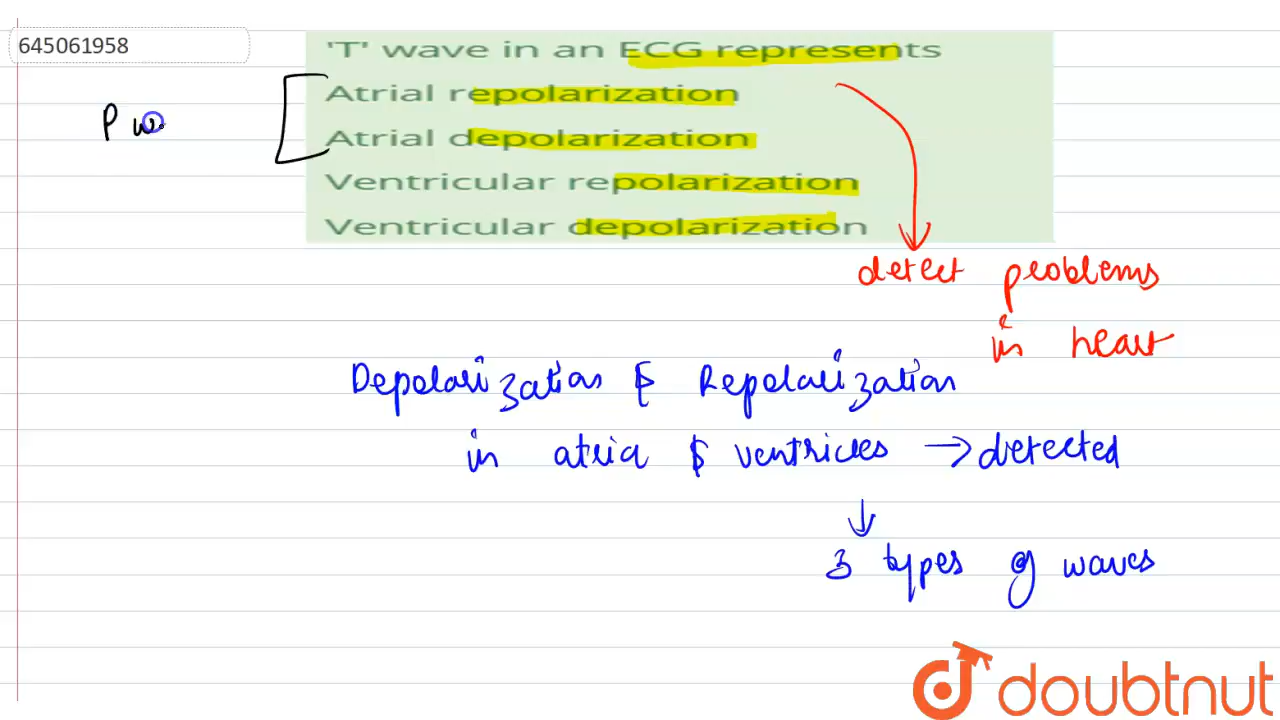 645061958
'T' wave in an ECG represents
Atrial repolarization
Atrial depolarization
Ventricular repolarization
Ventricular depolarization
P w
detect problems
in heart
Depolarization & Repolarization
in atria & ventricles → detected
↓
3 types of waves
doubtnut